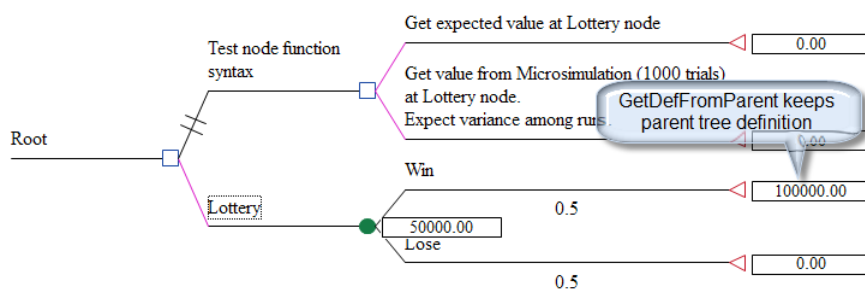 Get expected value at Lottery node
0.00
Test node function
syntax
Get value from Microsimulation (1000 trials)
at Lottery node.
Expect variance among runs.
0.00
GetDefFromParent keeps
parent tree definition
Root
Win
100000.00
0.5
Lottery
50000.00
Lose
0.00
0.5